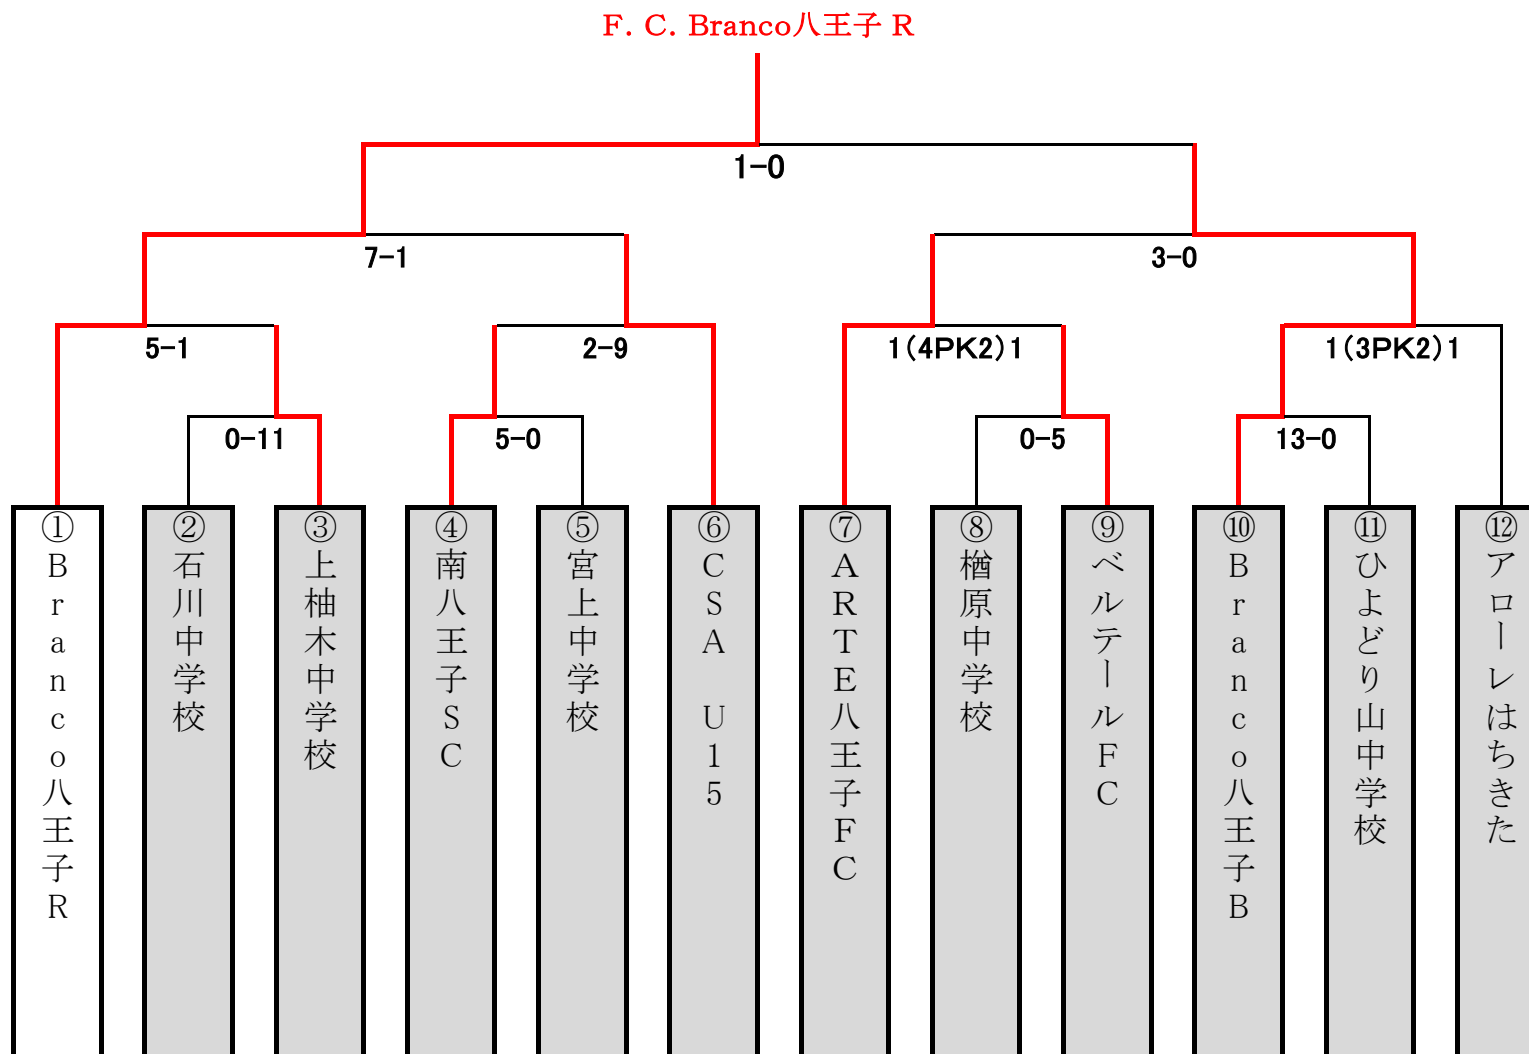 F. C. Branco八王子 R
1-0
7-1
3-0
5-1
2-9
1(4PK2)1
1(3PK2)1
0-11
5-0
0-5
13-0
①Branco八王子R
②石川中学校
③上柚木中学校
④南八王子SC
⑤宮上中学校
⑥CSA U15
⑦ARTE八王子FC
⑧楢原中学校
⑨ベルテールFC
⑩Branco八王子B
⑪ひよどり山中学校
⑫アローレはちきた